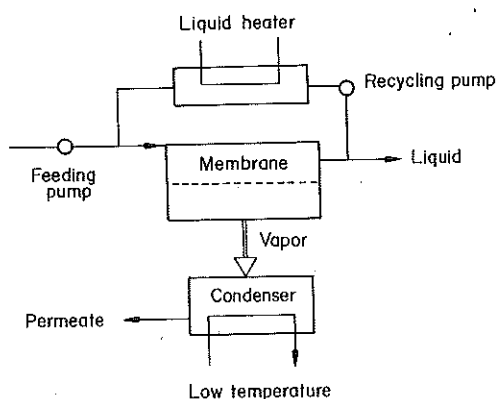 Liquid heater
Recycling pump
Membrane
Liquid
Feeding
pump
Vapor
Condenser
Permeate
Low temperature